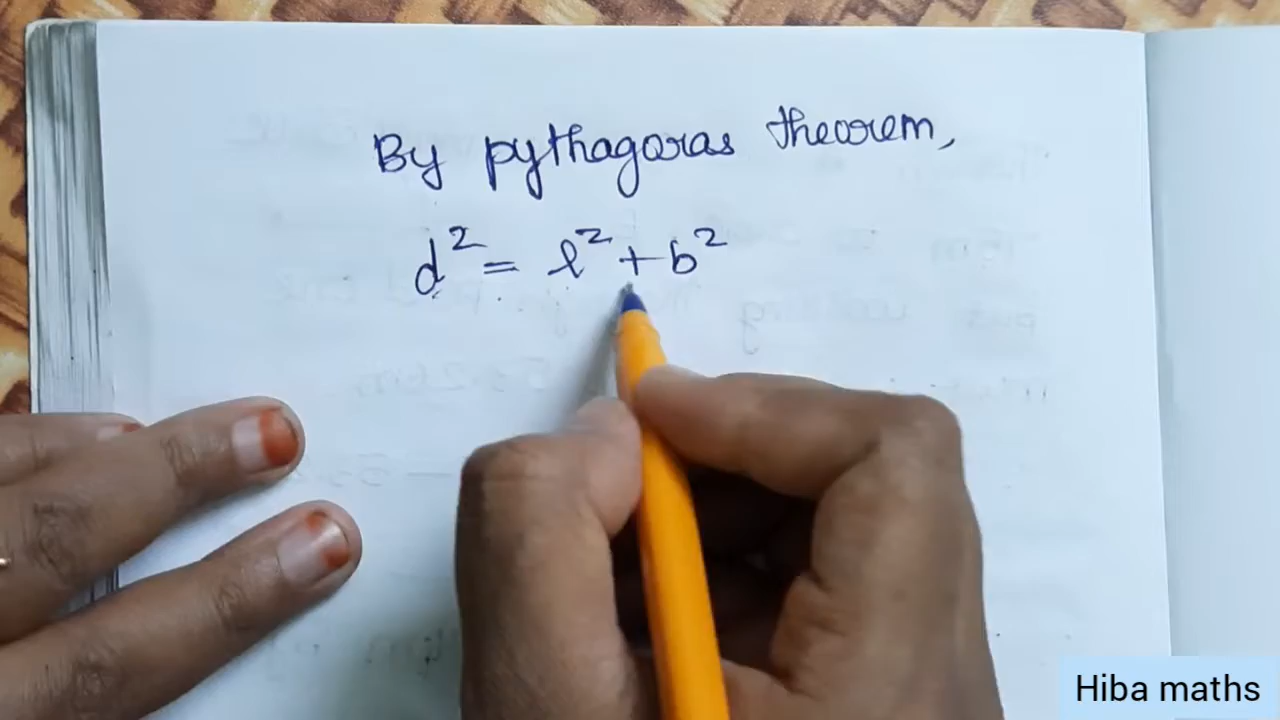 By pythagoras theorem,
d² = l² + b²
Hiba maths